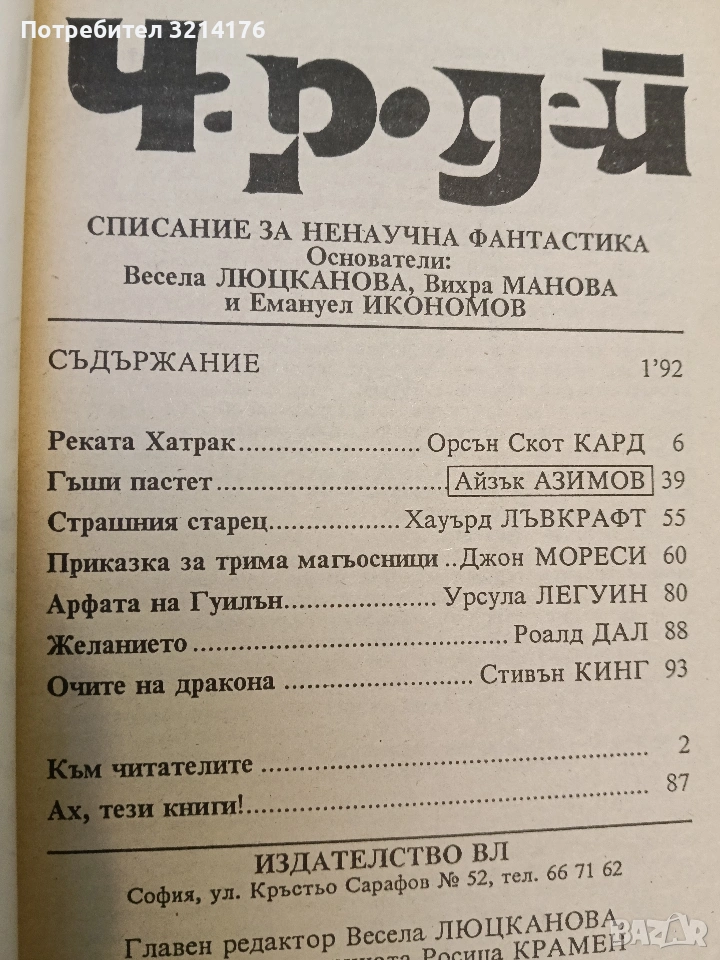 Потребител 3214176
Чародей
СПИСАНИЕ ЗА НЕНАУЧНА ФАНТАСТИКА
Основатели:
Весела ЛЮЦКАНОВА, Вихра МАНОВА
и Емануел ИКОНОМОВ
СЪДЪРЖАНИЕ 1'92
Реката Хатрак.......................... Орсън Скот КАРД 6
Гъши пастет................................ Айзък АЗИМОВ 39
Страшния старец.................. Хауърд ЛЪВКРАФТ 55
Приказка за трима магьосници ..Джон МОРЕСИ 60
Арфата на Гуилън...................... Урсула ЛЕГУИН 80
Желанието ............................................. Роалд ДАЛ 88
Очите на дракона ............................ Стивън КИНГ 93
Към читателите ....................................................... 2
Ах, тези книги!......................................................... 87
ИЗДАТЕЛСТВО ВЛ
София, ул. Кръстьо Сарафов № 52, тел. 66 71 62
Главен редактор Весела ЛЮЦКАНОВА
Росица КРАМЕН
BAZAR